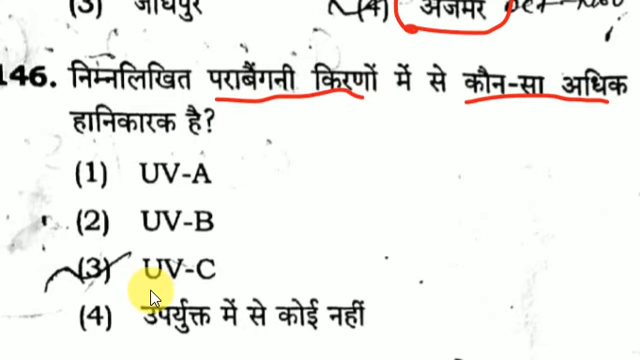 (3) जोधपुर (4) अजमेर
146. निम्नलिखित पराबैंगनी किरणों में से कौन-सा अधिक
हानिकारक है?
(1) UV-A
(2) UV-B
(3) UV-C
(4) उपर्युक्त में से कोई नहीं